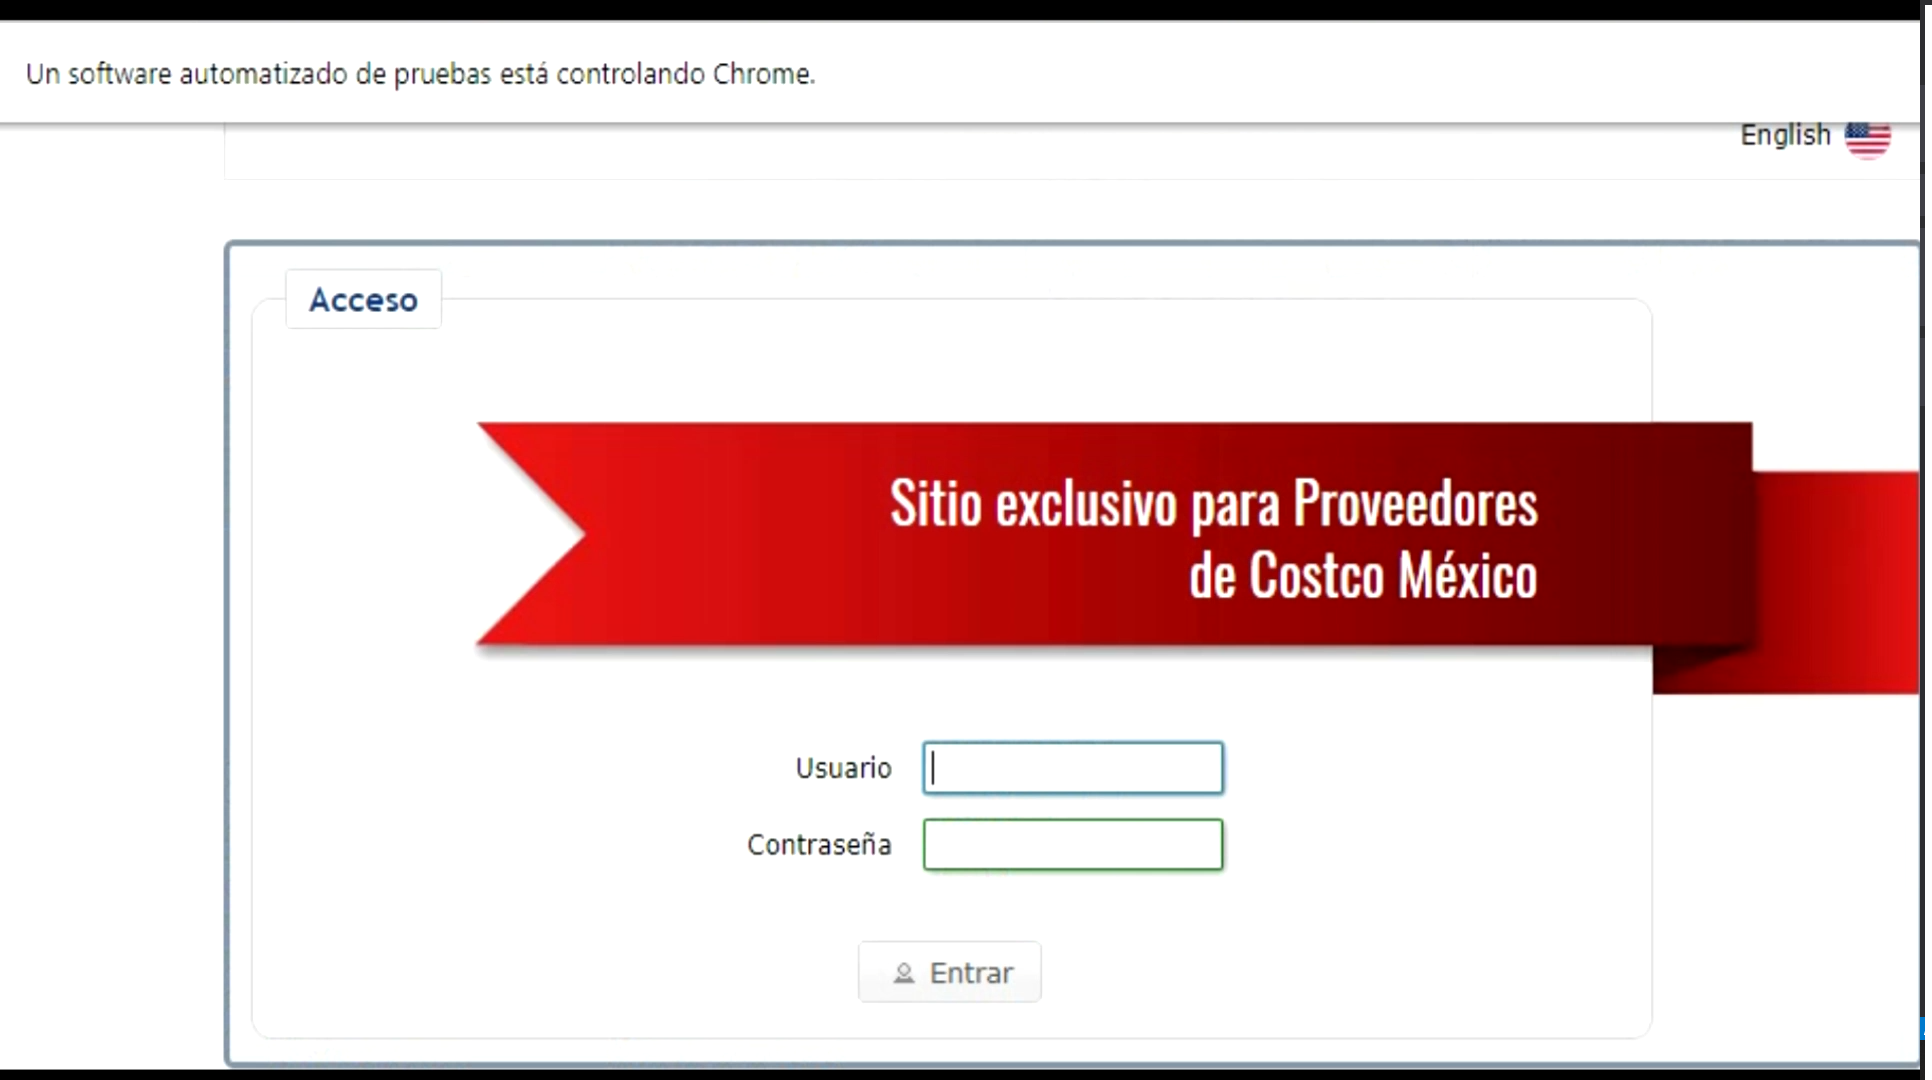 Un software automatizado de pruebas está controlando Chrome.
English
Acceso
Sitio exclusivo para Proveedores
de Costco México
Usuario
Contraseña
Entrar